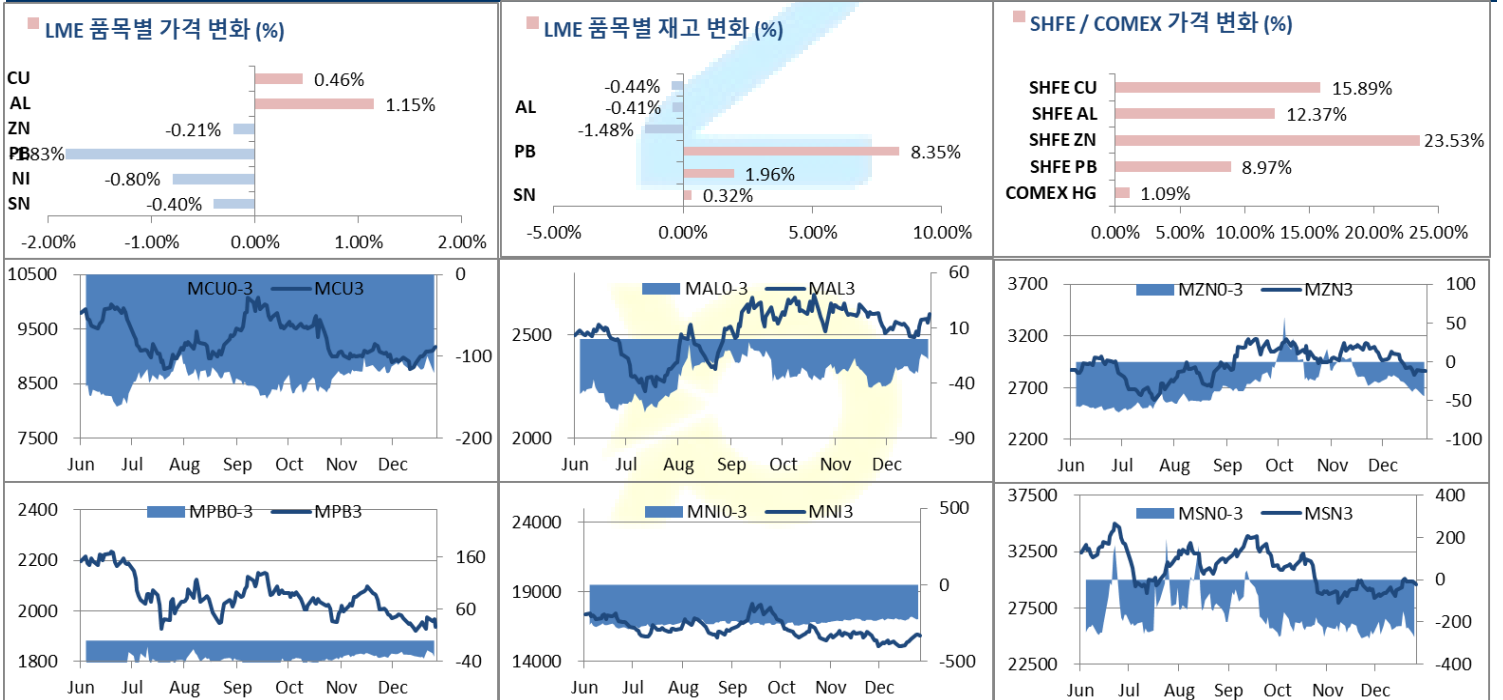 LME 품목별 가격 변화 (%)
CU
0.46%
AL
1.15%
ZN
-0.21%
PB
-1.83%
NI
-0.80%
SN
-0.40%
-2.00% -1.00% 0.00% 1.00% 2.00%
LME 품목별 재고 변화 (%)
-0.44%
AL
-0.41%
-1.48%
PB
8.35%
1.96%
SN
0.32%
-5.00% 0.00% 5.00% 10.00%
SHFE / COMEX 가격 변화 (%)
SHFE CU
15.89%
SHFE AL
12.37%
SHFE ZN
23.53%
SHFE PB
8.97%
COMEX HG
1.09%
0.00% 5.00% 10.00% 15.00% 20.00% 25.00%
MCU0-3 MCU3
10500
9500
8500
7500
0
-100
-200
Jun Jul Aug Sep Oct Nov Dec
MAL0-3 MAL3
2500
2000
60
10
-40
-90
Jun Jul Aug Sep Oct Nov Dec
MZN0-3 MZN3
3700
3200
2700
2200
100
50
0
-50
-100
Jun Jul Aug Sep Oct Nov Dec
MPB0-3 MPB3
2400
2200
2000
1800
160
60
-40
Jun Jul Aug Sep Oct Nov Dec
MNI0-3 MNI3
24000
19000
14000
500
0
-500
Jun Jul Aug Sep Oct Nov Dec
MSN0-3 MSN3
37500
32500
27500
22500
400
200
0
-200
-400
Jun Jul Aug Sep Oct Nov Dec